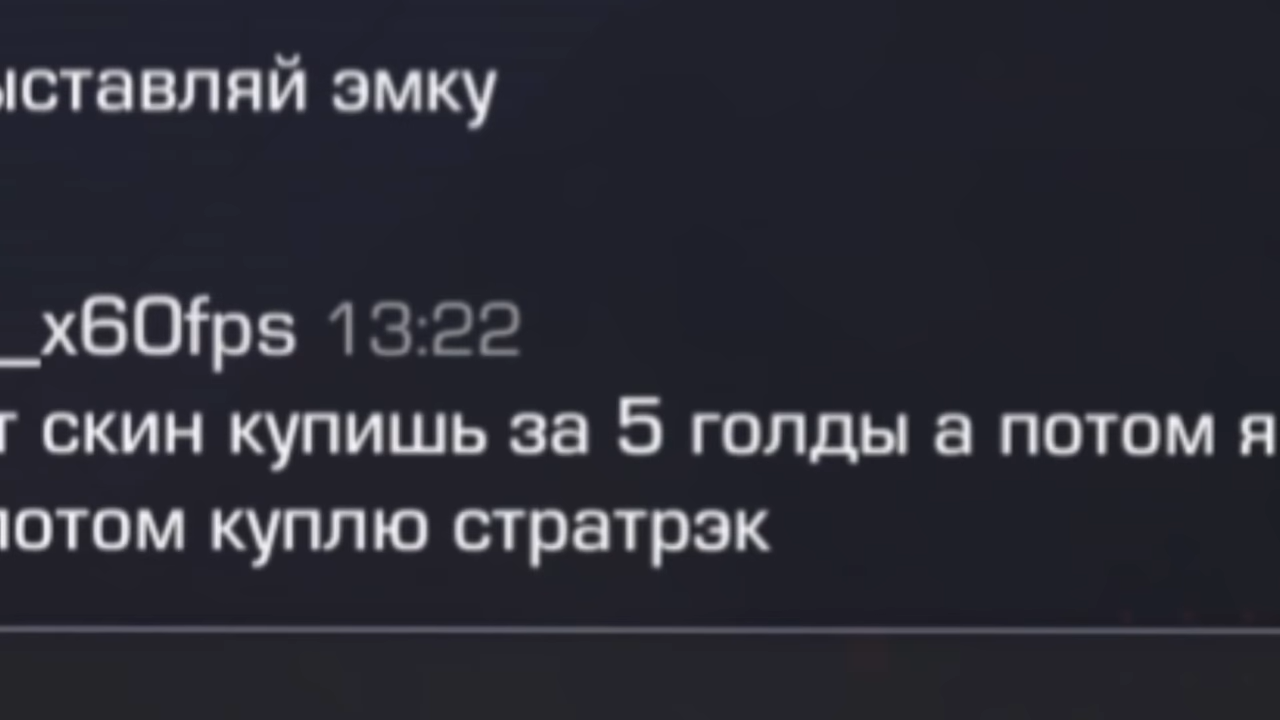 ыставляй эмку
_x60fps 13:22
т скин купишь за 5 голды а потом я
потом куплю стратрэк